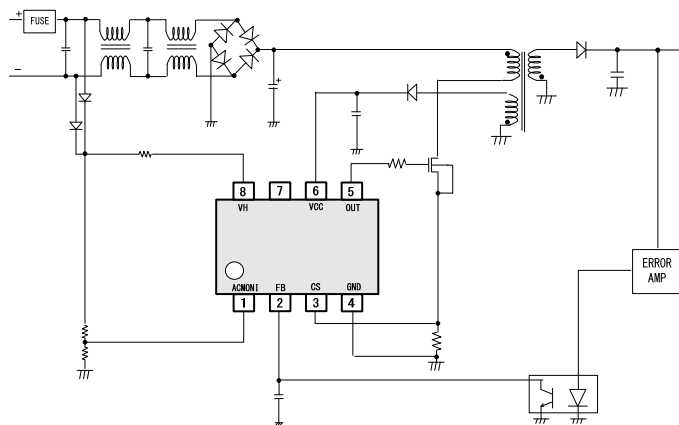 +
FUSE
−
+
8
7
6
5
VH
VCC
OUT
ACMONI
FB
CS
GND
1
2
3
4
ERROR
AMP